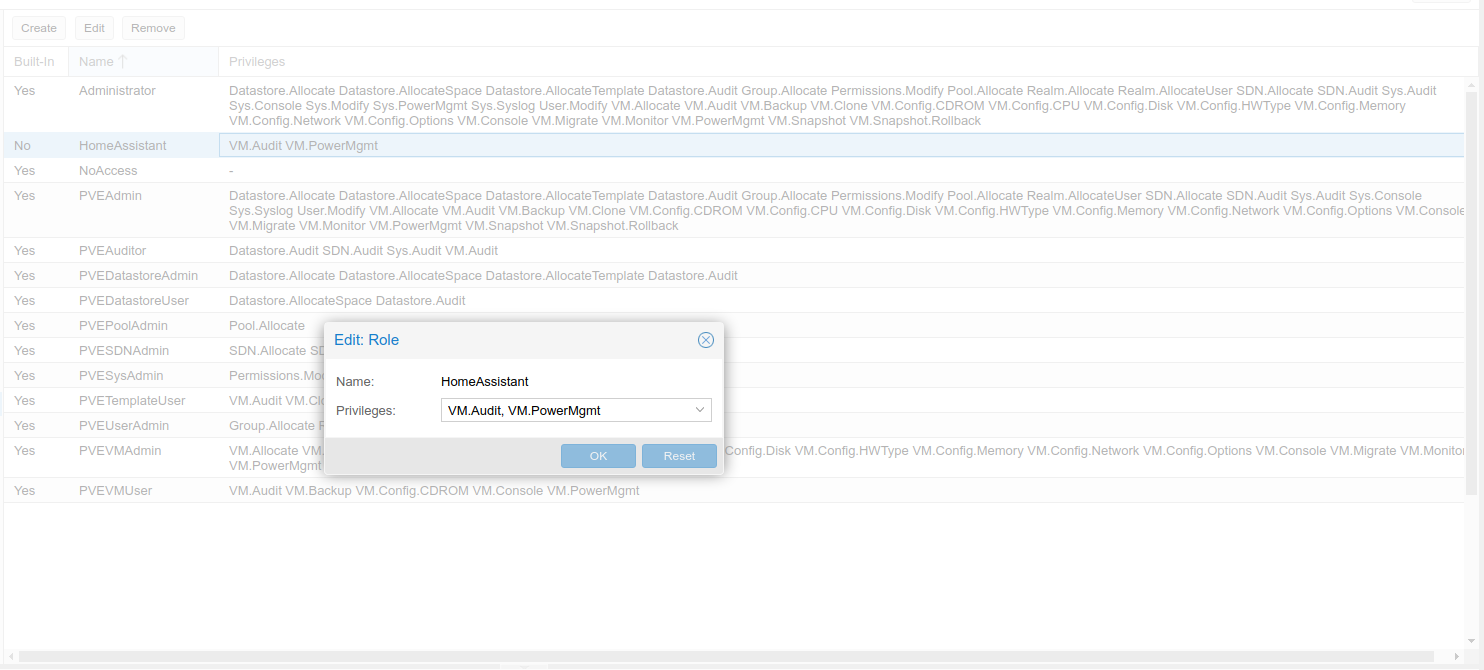 Create Edit Remove
Built-In Name Privileges
Yes Administrator Datastore.Allocate Datastore.AllocateSpace Datastore.AllocateTemplate Datastore.Audit Group.Allocate Permissions.Modify Pool.Allocate Realm.Allocate Realm.AllocateUser SDN.Allocate SDN.Audit Sys.Audit
Sys.Console Sys.Modify Sys.PowerMgmt Sys.Syslog User.Modify VM.Allocate VM.Audit VM.Backup VM.Clone VM.Config.CDROM VM.Config.CPU VM.Config.Disk VM.Config.HWType VM.Config.Memory
VM.Config.Network VM.Config.Options VM.Console VM.Migrate VM.Monitor VM.PowerMgmt VM.Snapshot VM.Snapshot.Rollback
No HomeAssistant VM.Audit VM.PowerMgmt
Yes NoAccess -
Yes PVEAdmin Datastore.Allocate Datastore.AllocateSpace Datastore.AllocateTemplate Datastore.Audit Group.Allocate Permissions.Modify Pool.Allocate Realm.AllocateUser SDN.Allocate SDN.Audit Sys.Audit Sys.Console
Sys.Syslog User.Modify VM.Allocate VM.Audit VM.Backup VM.Clone VM.Config.CDROM VM.Config.CPU VM.Config.Disk VM.Config.HWType VM.Config.Memory VM.Config.Network VM.Config.Options VM.Console
VM.Migrate VM.Monitor VM.PowerMgmt VM.Snapshot VM.Snapshot.Rollback
Yes PVEAuditor Datastore.Audit SDN.Audit Sys.Audit VM.Audit
Yes PVEDatastoreAdmin Datastore.Allocate Datastore.AllocateSpace Datastore.AllocateTemplate Datastore.Audit
Yes PVEDatastoreUser Datastore.AllocateSpace Datastore.Audit
Yes PVEPoolAdmin Pool.Allocate
Yes PVESDNAdmin SDN.Allocate
Yes PVESysAdmin
Yes PVETemplateUser VM.Audit
Yes PVEUserAdmin Group.Allocate
Yes PVEVMAdmin VM.Allocate Config.Disk VM.Config.HWType VM.Config.Memory VM.Config.Network VM.Config.Options VM.Console VM.Migrate VM.Monitor
VM.PowerMgmt
Yes PVEVMUser VM.Audit VM.Backup VM.Config.CDROM VM.Console VM.PowerMgmt
Edit: Role
Name: HomeAssistant
Privileges: VM.Audit, VM.PowerMgmt
OK Reset